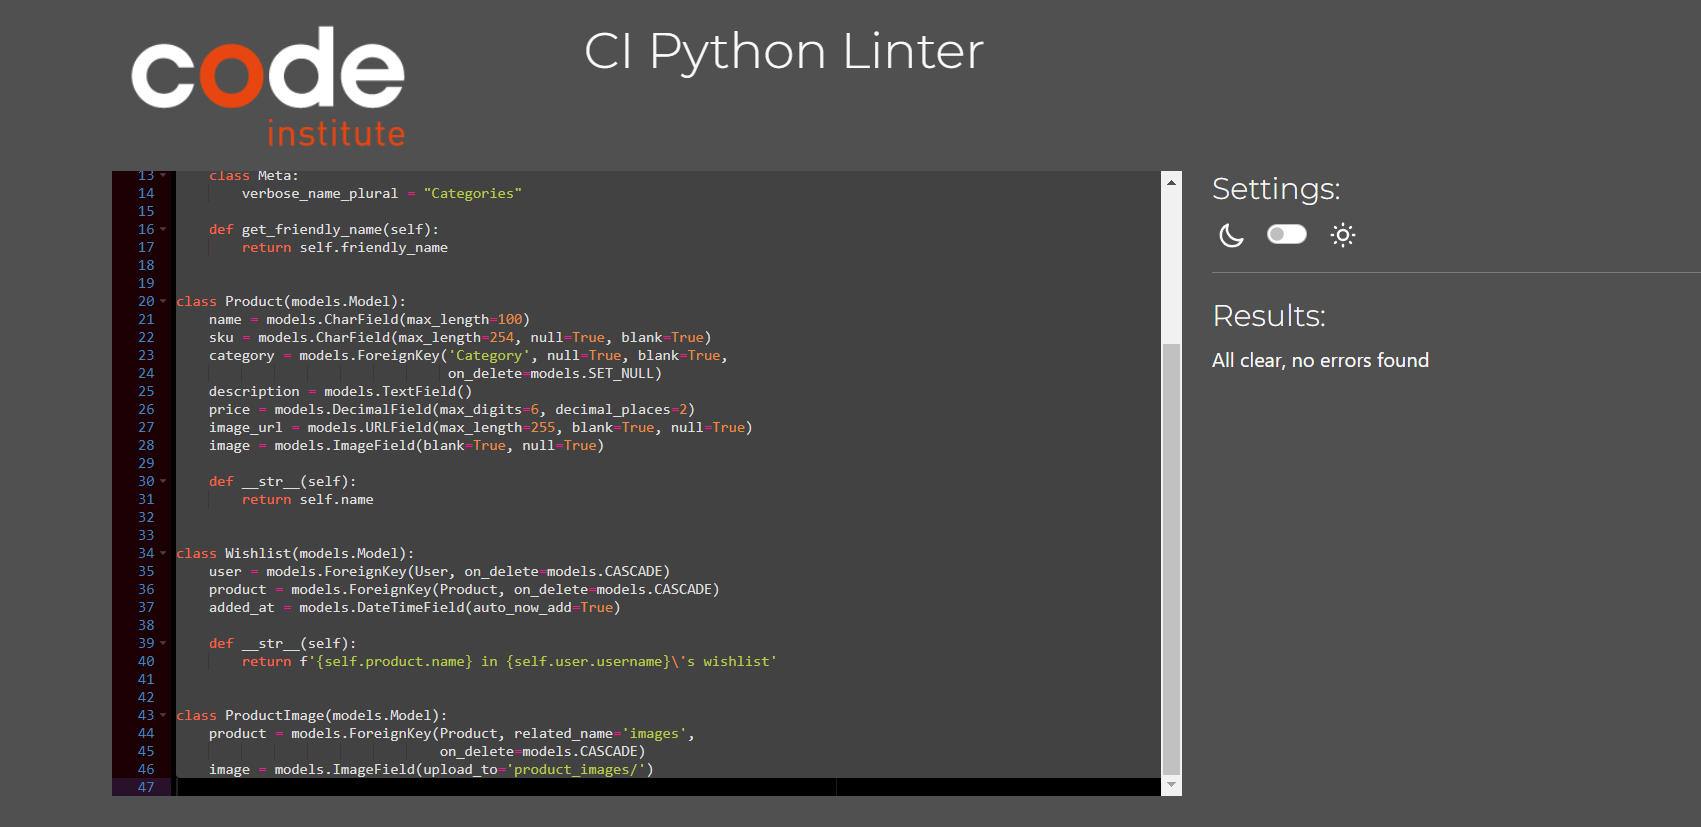 code
institute
CI Python Linter
13 class Meta:
14 verbose_name_plural = "Categories"
15
16 def get_friendly_name(self):
17 return self.friendly_name
18
19
20 class Product(models.Model):
21 name = models.CharField(max_length=100)
22 sku = models.CharField(max_length=254, null=True, blank=True)
23 category = models.ForeignKey('Category', null=True, blank=True,
24 on_delete=models.SET_NULL)
25 description = models.TextField()
26 price = models.DecimalField(max_digits=6, decimal_places=2)
27 image_url = models.URLField(max_length=255, blank=True, null=True)
28 image = models.ImageField(blank=True, null=True)
29
30 def __str__(self):
31 return self.name
32
33
34 class Wishlist(models.Model):
35 user = models.ForeignKey(User, on_delete=models.CASCADE)
36 product = models.ForeignKey(Product, on_delete=models.CASCADE)
37 added_at = models.DateTimeField(auto_now_add=True)
38
39 def __str__(self):
40 return f'{self.product.name} in {self.user.username}\'s wishlist'
41
42
43 class ProductImage(models.Model):
44 product = models.ForeignKey(Product, related_name='images',
45 on_delete=models.CASCADE)
46 image = models.ImageField(upload_to='product_images/')
47
Settings:
Results:
All clear, no errors found